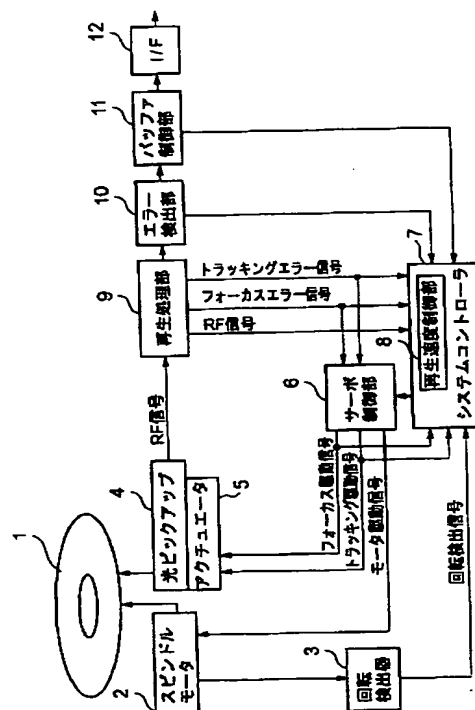 1
2
スピンドル
モータ
3
回転
検出器
4
光ピックアップ
アクチュエータ
5
RF信号
9
再生処理部
10
エラー
検出部
11
バッファ
制御部
12
I/F
トラッキングエラー信号
フォーカスエラー信号
RF信号
6
サーボ
制御部
7
8
再生速度制御部
システムコントローラ
フォーカス駆動信号
トラッキング駆動信号
モータ駆動信号
回転検出信号